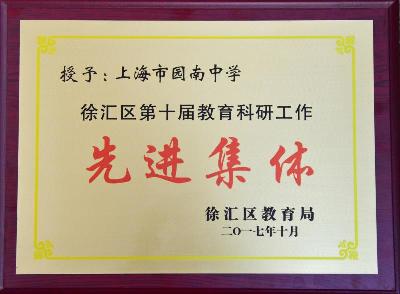 授予：上海市园南中学
徐汇区第十届教育科研工作
先进集体
徐汇区教育局
二〇一七年十月